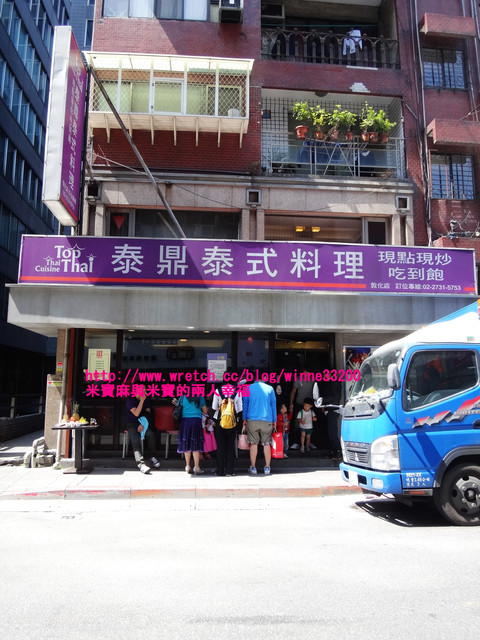 Top
Thai
Cuisine
Thai
泰鼎泰式料理
現點現炒
吃到飽
敦化店 訂位專線:02-2731-5753
http://www.wretch.cc/blog/winne33200
米寶麻與米寶的兩人幸福